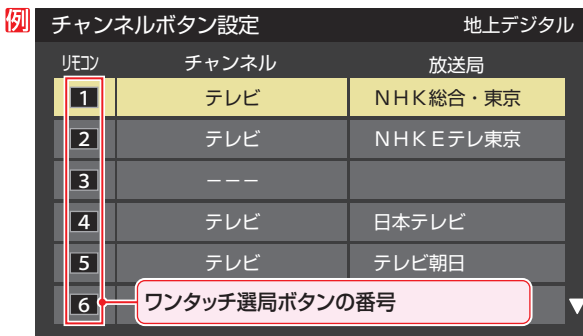 例
チャンネルボタン設定 地上デジタル
リモコン チャンネル 放送局
1 テレビ NHK総合・東京
2 テレビ NHKEテレ東京
3 −−−
4 テレビ 日本テレビ
5 テレビ テレビ朝日
6 ワンタッチ選局ボタンの番号